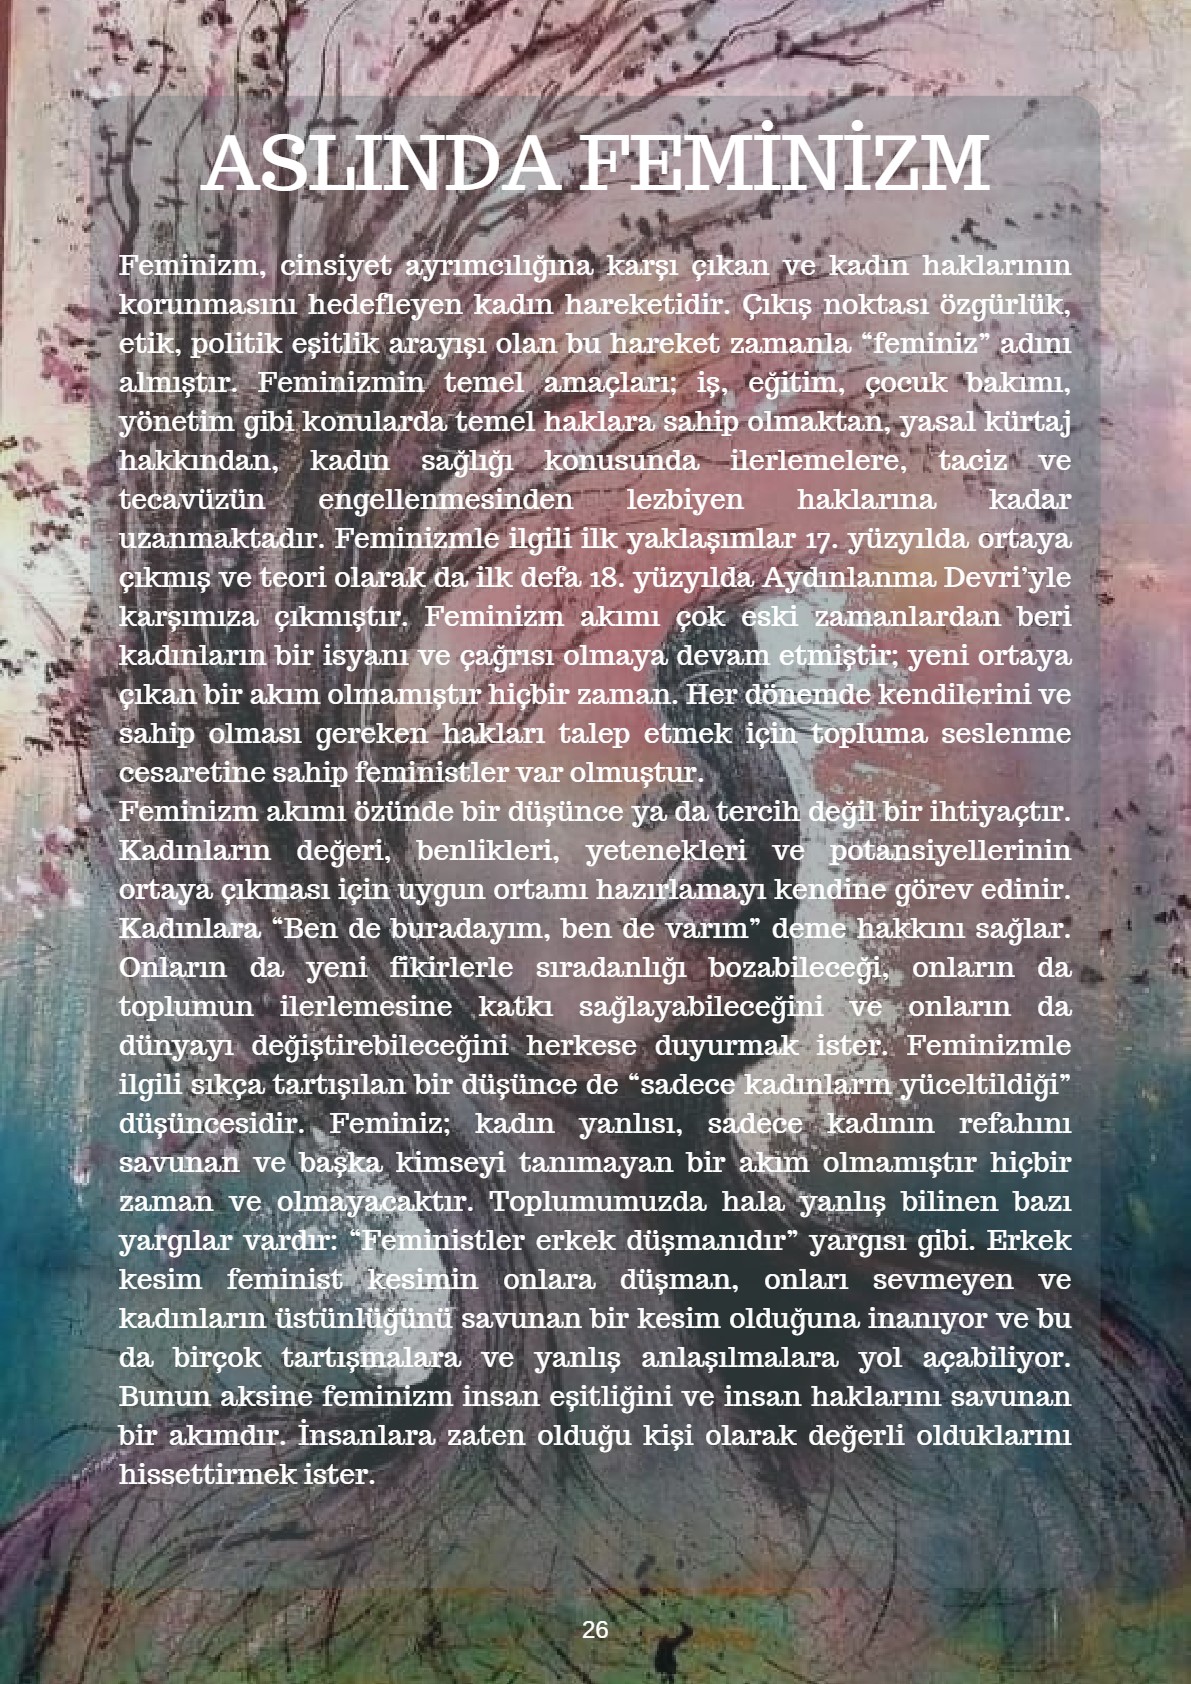 ASLINDA FEMİNİZM
Feminizm, cinsiyet ayrımcılığına karşı çıkan ve kadın haklarının
korunmasını hedefleyen kadın hareketidir. Çıkış noktası özgürlük,
etik, politik eşitlik arayışı olan bu hareket zamanla “feminiz” adını
almıştır. Feminizmin temel amaçları; iş, eğitim, çocuk bakımı,
yönetim gibi konularda temel haklara sahip olmaktan, yasal kürtaj
hakkından, kadın sağlığı konusunda ilerlemelere, taciz ve
tecavüzün engellenmesinden lezbiyen haklarına kadar
uzanmaktadır. Feminizmle ilgili ilk yaklaşımlar 17. yüzyılda ortaya
çıkmış ve teori olarak da ilk defa 18. yüzyılda Aydınlanma Devri’yle
karşımıza çıkmıştır. Feminizm akımı çok eski zamanlardan beri
kadınların bir isyanı ve çağrısı olmaya devam etmiştir; yeni ortaya
çıkan bir akım olmamıştır hiçbir zaman. Her dönemde kendilerini ve
sahip olması gereken hakları talep etmek için topluma seslenme
cesaretine sahip feministler var olmuştur.
Feminizm akımı özünde bir düşünce ya da tercih değil bir ihtiyaçtır.
Kadınların değeri, benlikleri, yetenekleri ve potansiyellerinin
ortaya çıkması için uygun ortamı hazırlamayı kendine görev edinir.
Kadınlara “Ben de buradayım, ben de varım” deme hakkını sağlar.
Onların da yeni fikirlerle sıradanlığı bozabileceği, onların da
toplumun ilerlemesine katkı sağlayabileceğini ve onların da
dünyayı değiştirebileceğini herkese duyurmak ister. Feminizmle
ilgili sıkça tartışılan bir düşünce de “sadece kadınların yüceltildiği”
düşüncesidir. Feminiz; kadın yanlısı, sadece kadının refahını
savunan ve başka kimseyi tanımayan bir akım olmamıştır hiçbir
zaman ve olmayacaktır. Toplumumuzda hala yanlış bilinen bazı
yargılar vardır: “Feministler erkek düşmanıdır” yargısı gibi. Erkek
kesim feminist kesimin onlara düşman, onları sevmeyen ve
kadınların üstünlüğünü savunan bir kesim olduğuna inanıyor ve bu
da birçok tartışmalara ve yanlış anlaşılmalara yol açabiliyor.
Bunun aksine feminizm insan eşitliğini ve insan haklarını savunan
bir akımdır. İnsanlara zaten olduğu kişi olarak değerli olduklarını
hissettirmek ister.
26